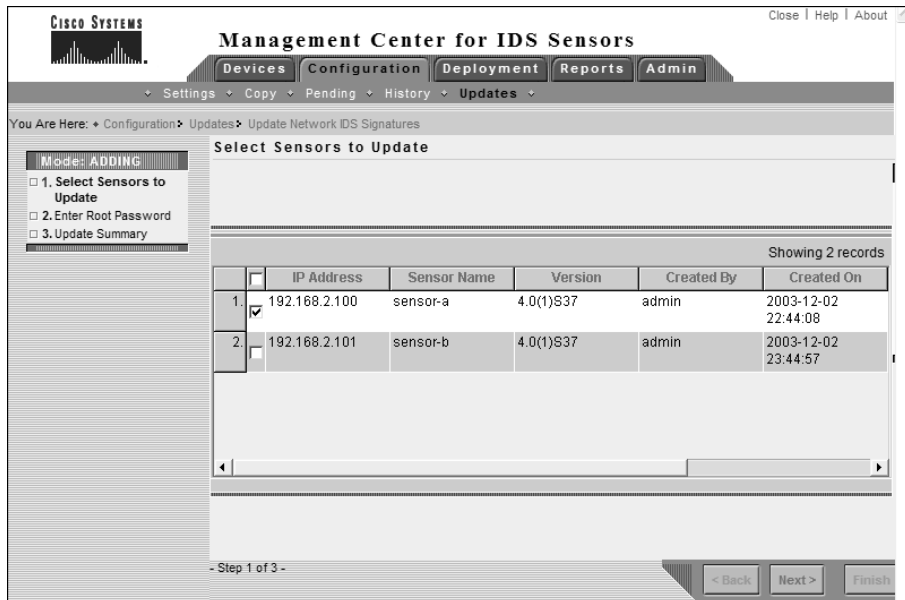 Close | Help | About
CISCO SYSTEMS
Management Center for IDS Sensors
Devices Configuration Deployment Reports Admin
Settings Copy Pending History Updates
You Are Here: Configuration Updates Update Network IDS Signatures
Mode: ADDING
1. Select Sensors to
Update
2. Enter Root Password
3. Update Summary
Select Sensors to Update
Showing 2 records
IP Address Sensor Name Version Created By Created On
1. 192.168.2.100 sensor-a 4.0(1)S37 admin 2003-12-02
22:44:08
2. 192.168.2.101 sensor-b 4.0(1)S37 admin 2003-12-02
23:44:57
- Step 1 of 3 -
< Back Next > Finish